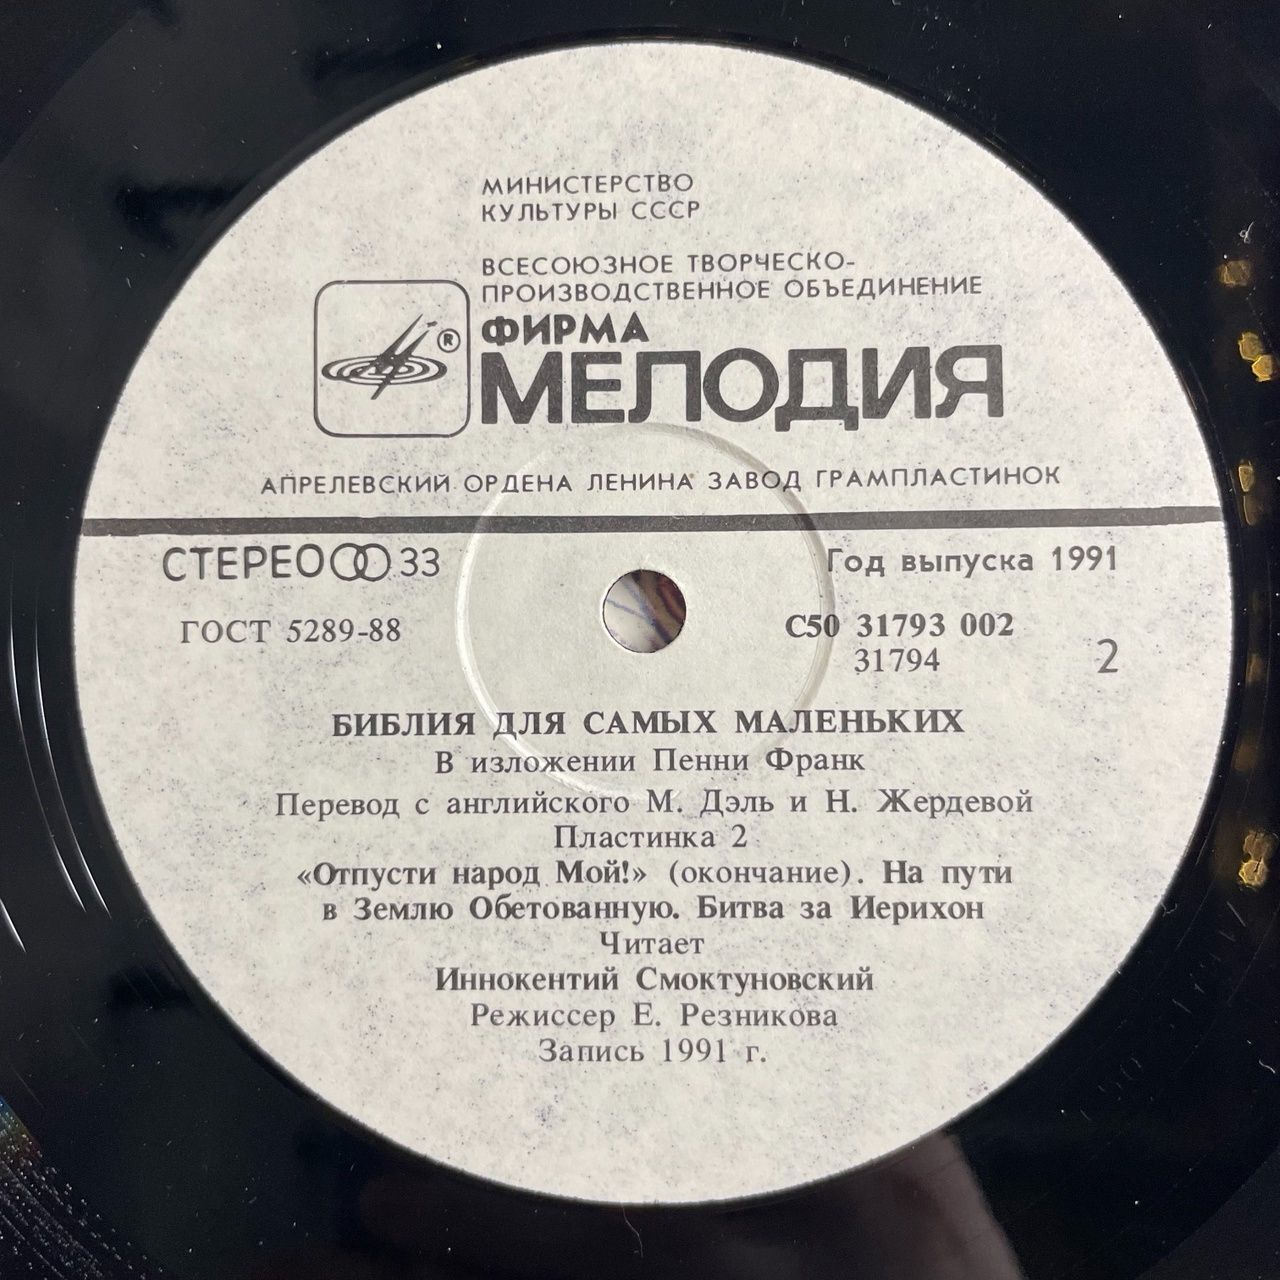 МИНИСТЕРСТВО
КУЛЬТУРЫ СССР
ВСЕСОЮЗНОЕ ТВОРЧЕСКО-
ПРОИЗВОДСТВЕННОЕ ОБЪЕДИНЕНИЕ
ФИРМА
®
МЕЛОДИЯ
АПРЕЛЕВСКИЙ ОРДЕНА ЛЕНИНА ЗАВОД ГРАМПЛАСТИНОК
СТЕРЕО 33
Год выпуска 1991
ГОСТ 5289-88
С50 31793 002
31794
2
БИБЛИЯ ДЛЯ САМЫХ МАЛЕНЬКИХ
В изложении Пенни Франк
Перевод с английского М. Дэль и Н. Жердевой
Пластинка 2
«Отпусти народ Мой!» (окончание). На пути
в Землю Обетованную. Битва за Иерихон
Читает
Иннокентий Смоктуновский
Режиссер Е. Резникова
Запись 1991 г.